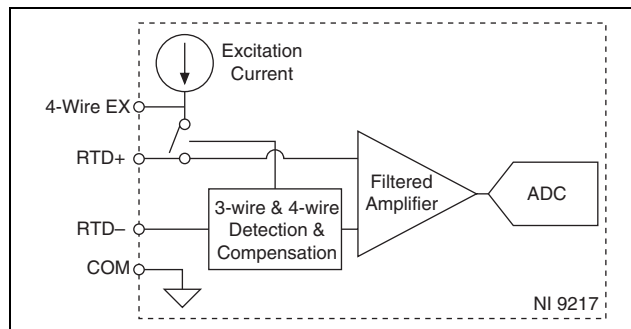 Excitation
Current
4-Wire EX
RTD+
Filtered
Amplifier
ADC
3-wire & 4-wire
Detection &
Compensation
RTD–
COM
NI 9217